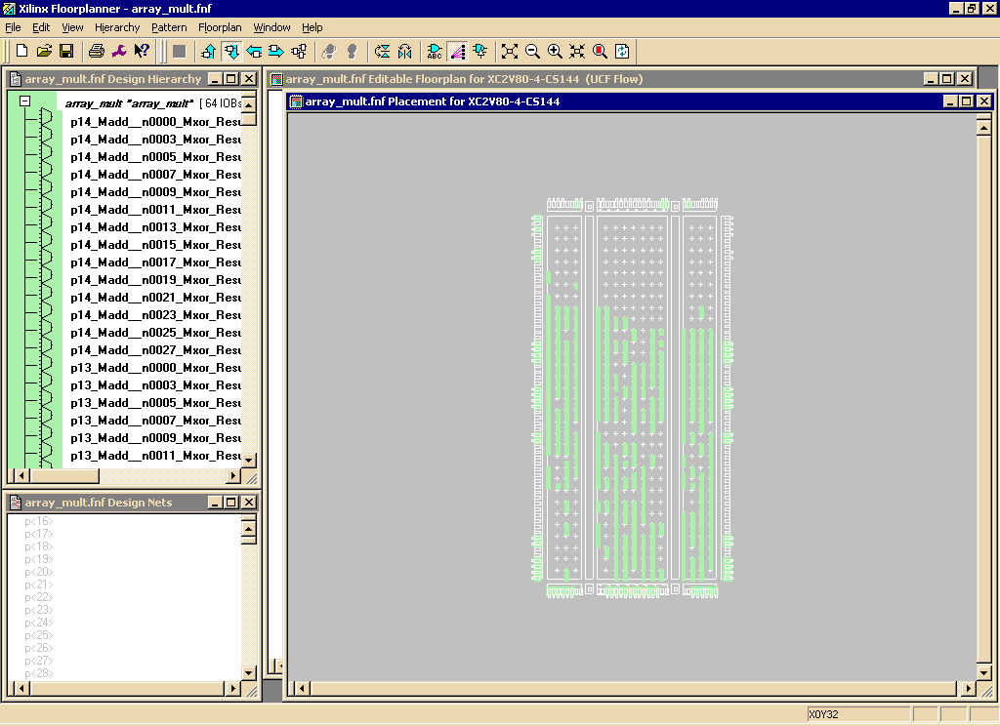 Xilinx Floorplanner - array_mult.fnf
File Edit View Hierarchy Pattern Floorplan Window Help
ABC
array_mult.fnf Design Hierarchy
array_mult "array_mult" [ 64 IOBs
p14_Madd__n0000_Mxor_Resu
p14_Madd__n0003_Mxor_Resu
p14_Madd__n0005_Mxor_Resu
p14_Madd__n0007_Mxor_Resu
p14_Madd__n0009_Mxor_Resu
p14_Madd__n0011_Mxor_Resu
p14_Madd__n0013_Mxor_Resu
p14_Madd__n0015_Mxor_Resu
p14_Madd__n0017_Mxor_Resu
p14_Madd__n0019_Mxor_Resu
p14_Madd__n0021_Mxor_Resu
p14_Madd__n0023_Mxor_Resu
p14_Madd__n0025_Mxor_Resu
p14_Madd__n0027_Mxor_Resu
p13_Madd__n0000_Mxor_Resu
p13_Madd__n0003_Mxor_Resu
p13_Madd__n0005_Mxor_Resu
p13_Madd__n0007_Mxor_Resu
p13_Madd__n0009_Mxor_Resu
p13_Madd__n0011_Mxor_Resu
array_mult.fnf Design Nets
p<16>
p<17>
p<18>
p<19>
p<20>
p<21>
p<22>
p<23>
p<24>
p<25>
p<26>
p<27>
p<28>
array_mult.fnf Editable Floorplan for XC2V80-4-CS144 (UCF Flow)
array_mult.fnf Placement for XC2V80-4-CS144
X0Y32